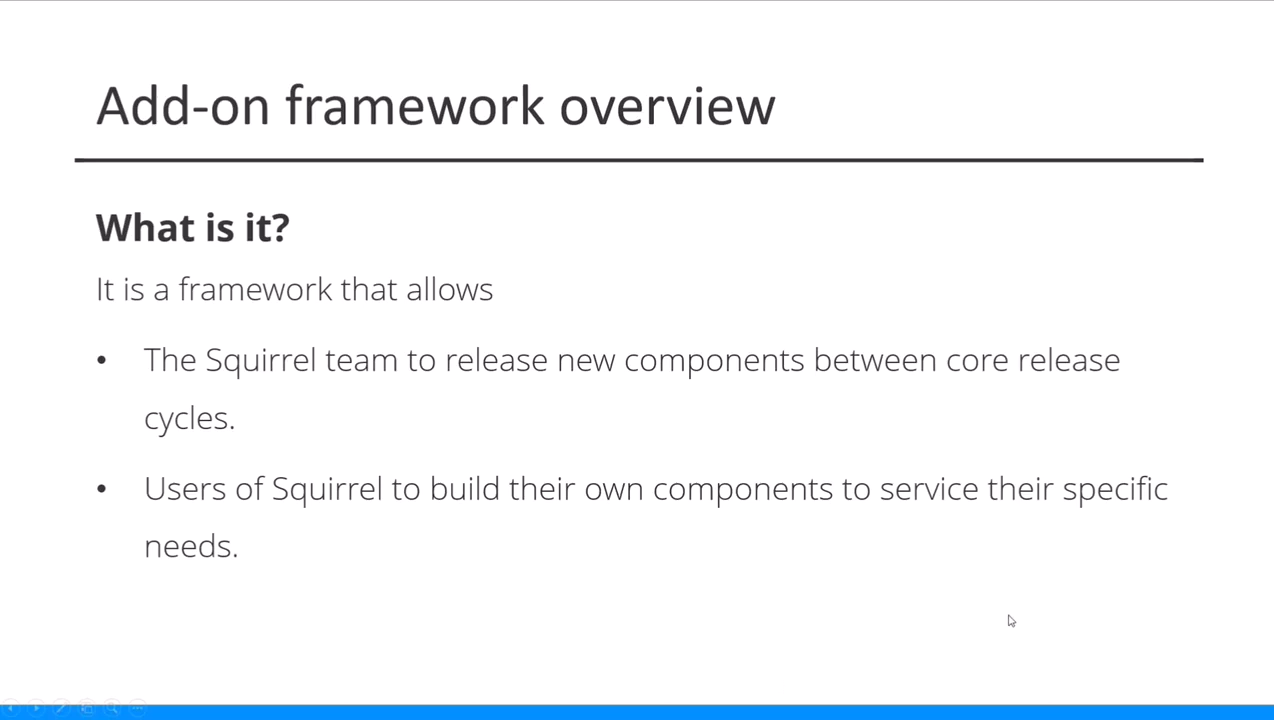 Add-on framework overview
What is it?
It is a framework that allows
• The Squirrel team to release new components between core release
cycles.
• Users of Squirrel to build their own components to service their specific
needs.